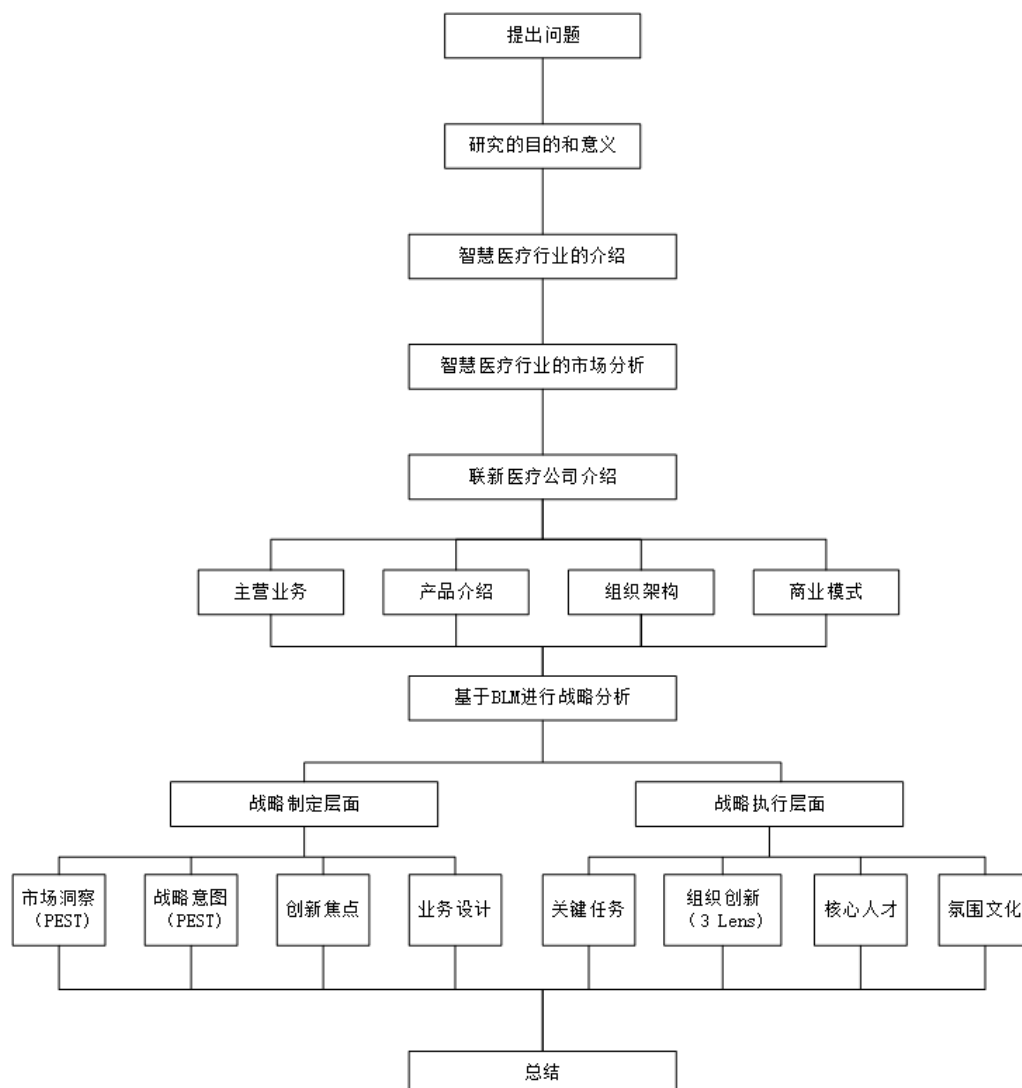 提出问题
研究的目的和意义
智慧医疗行业的介绍
智慧医疗行业的市场分析
联新医疗公司介绍
主营业务
产品介绍
组织架构
商业模式
基于BLM进行战略分析
战略制定层面
战略执行层面
市场洞察
(PEST)
战略意图
(PEST)
创新焦点
业务设计
关键任务
组织创新
(3 Lens)
核心人才
氛围文化
总结